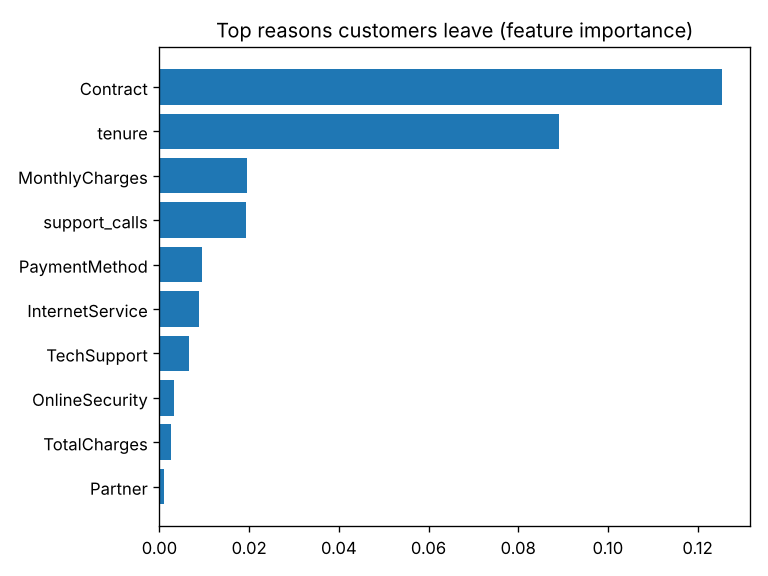 Top reasons customers leave (feature importance)
Contract
tenure
MonthlyCharges
support_calls
PaymentMethod
InternetService
TechSupport
OnlineSecurity
TotalCharges
Partner
0.00 0.02 0.04 0.06 0.08 0.10 0.12